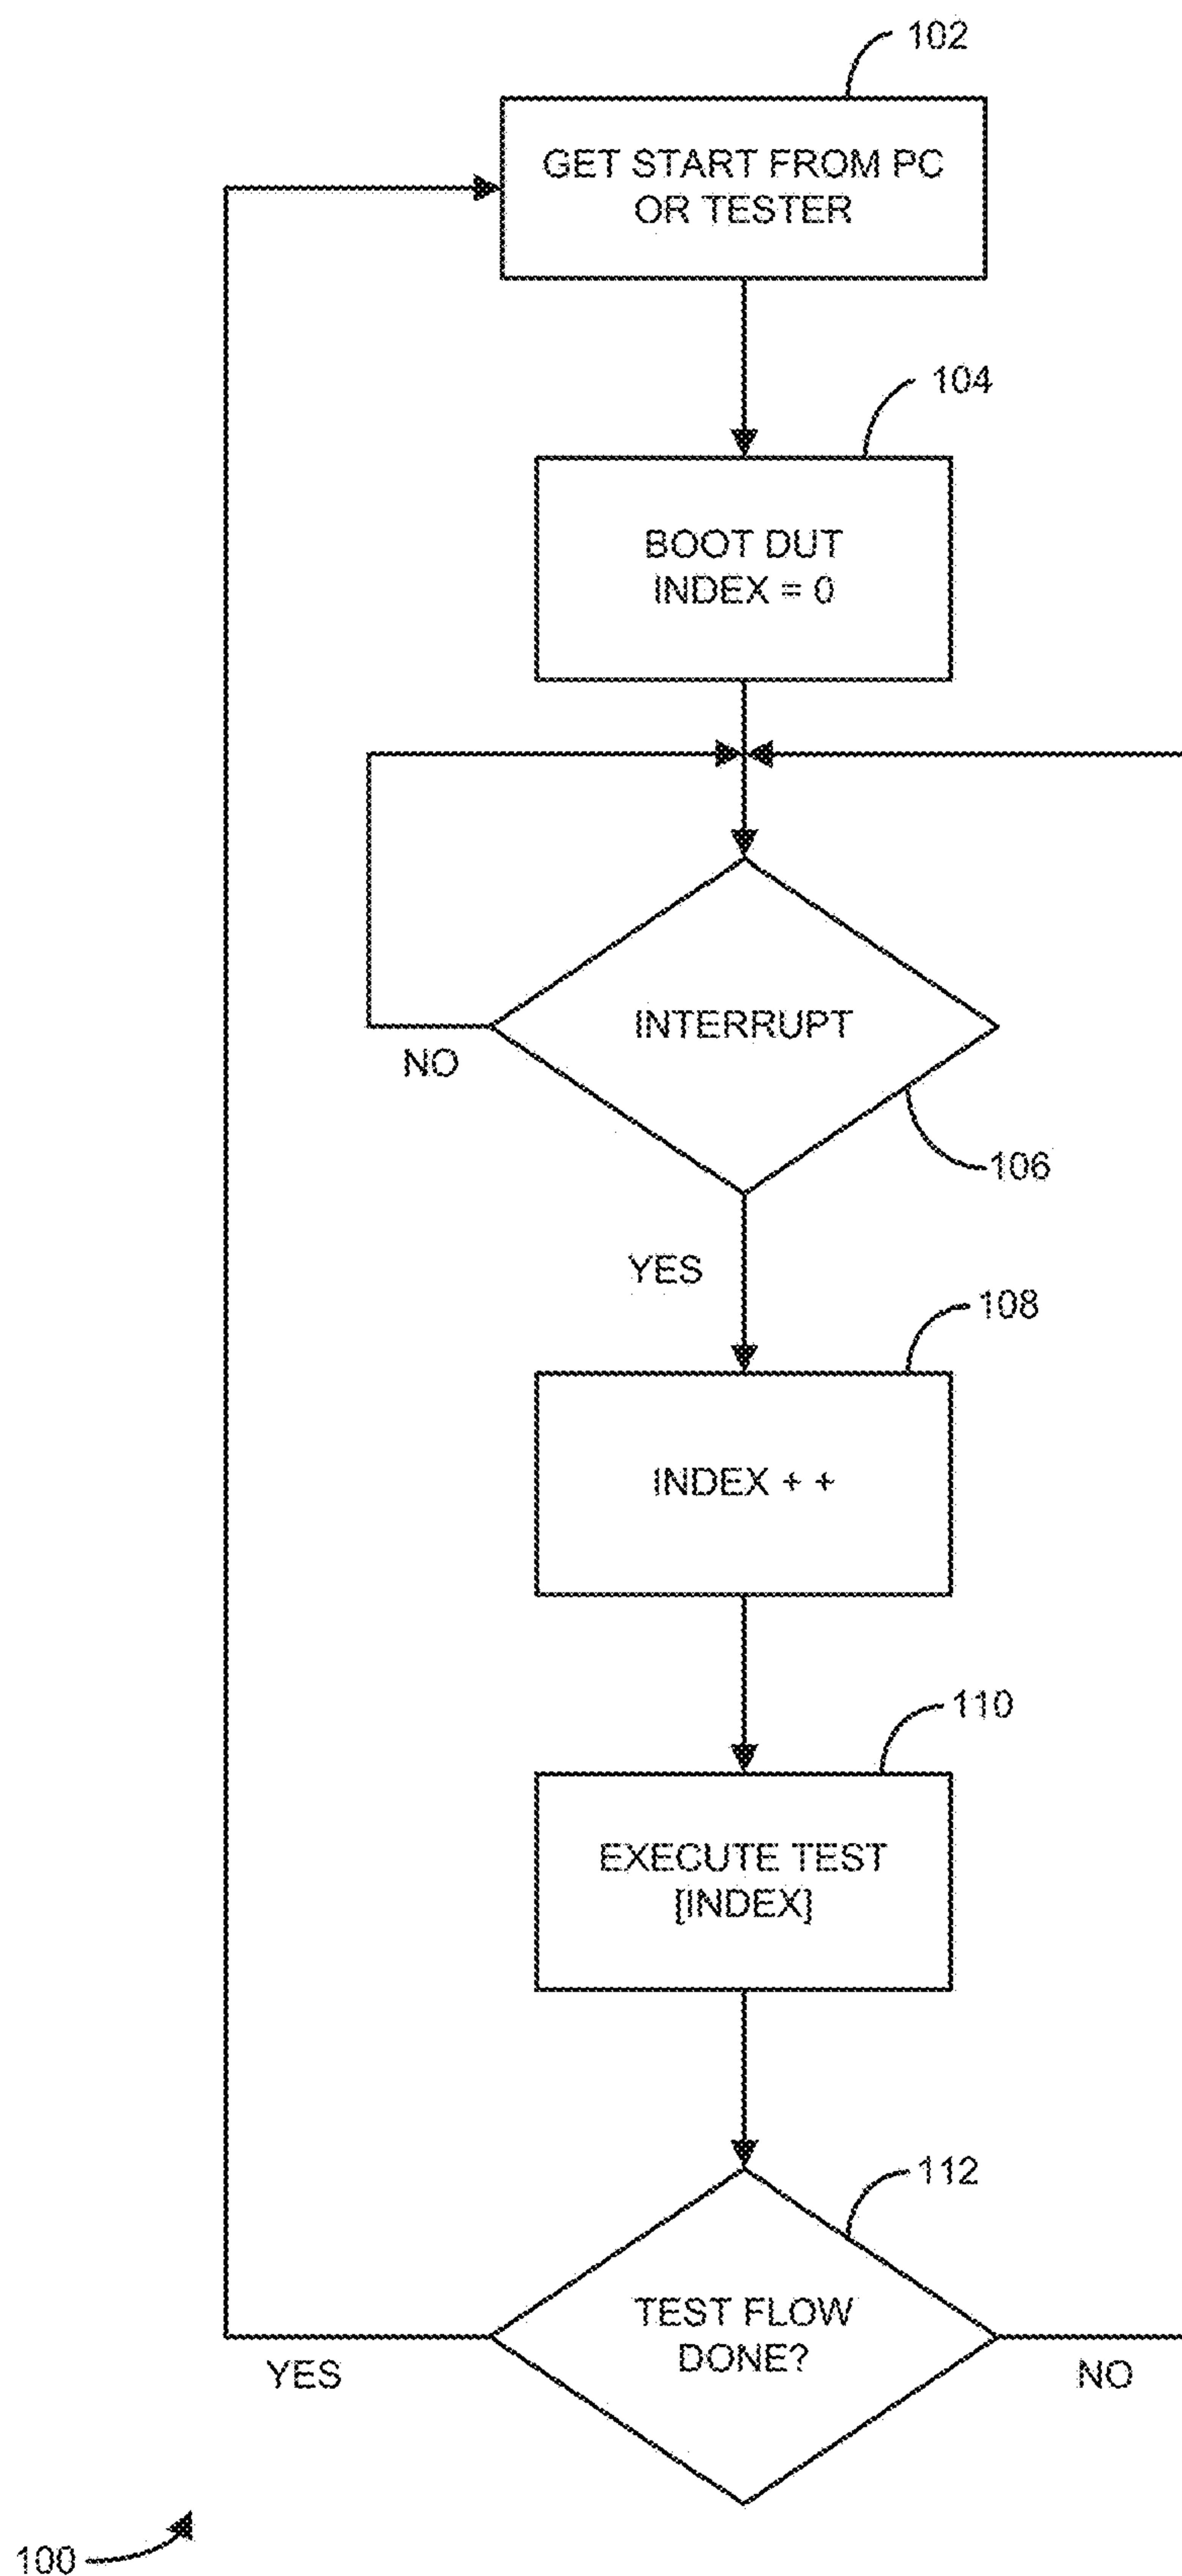 102
GET START FROM PC
OR TESTER
104
BOOT DUT
INDEX = 0
INTERRUPT
NO
106
YES
108
INDEX + +
110
EXECUTE TEST
[INDEX]
112
TEST FLOW
DONE?
YES
NO
100